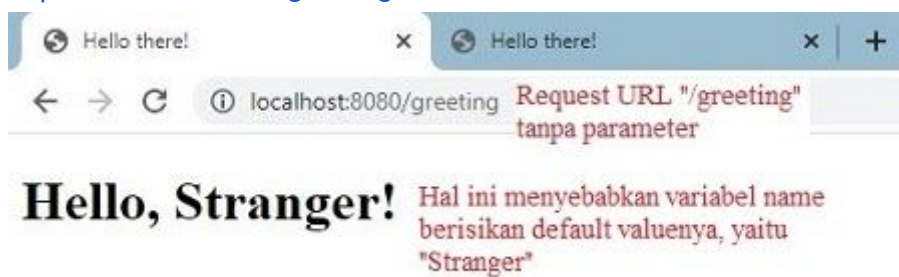 Hello there!
Hello there!
localhost:8080/greeting
Request URL "/greeting"
tanpa parameter
Hello, Stranger!
Hal ini menyebabkan variabel name
berisikan default valuenya, yaitu
"Stranger"